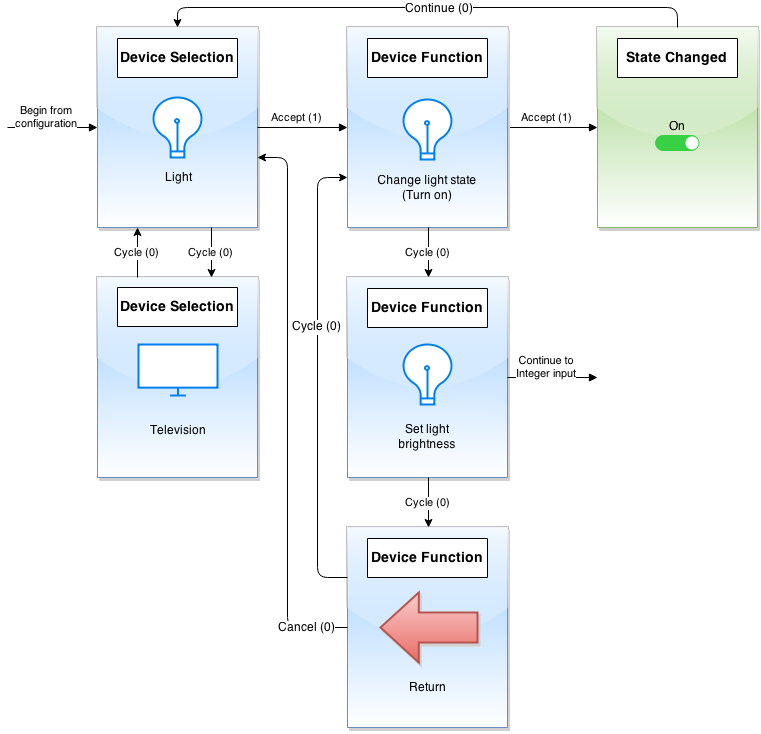 Continue (0)
Device Selection
Device Function
State Changed
Begin from
configuration
Accept (1)
Accept (1)
On
Light
Change light state
(Turn on)
Cycle (0)
Cycle (0)
Cycle (0)
Device Selection
Device Function
Cycle (0)
Continue to
Integer input
Television
Set light
brightness
Cycle (0)
Device Function
Cancel (0)
Return